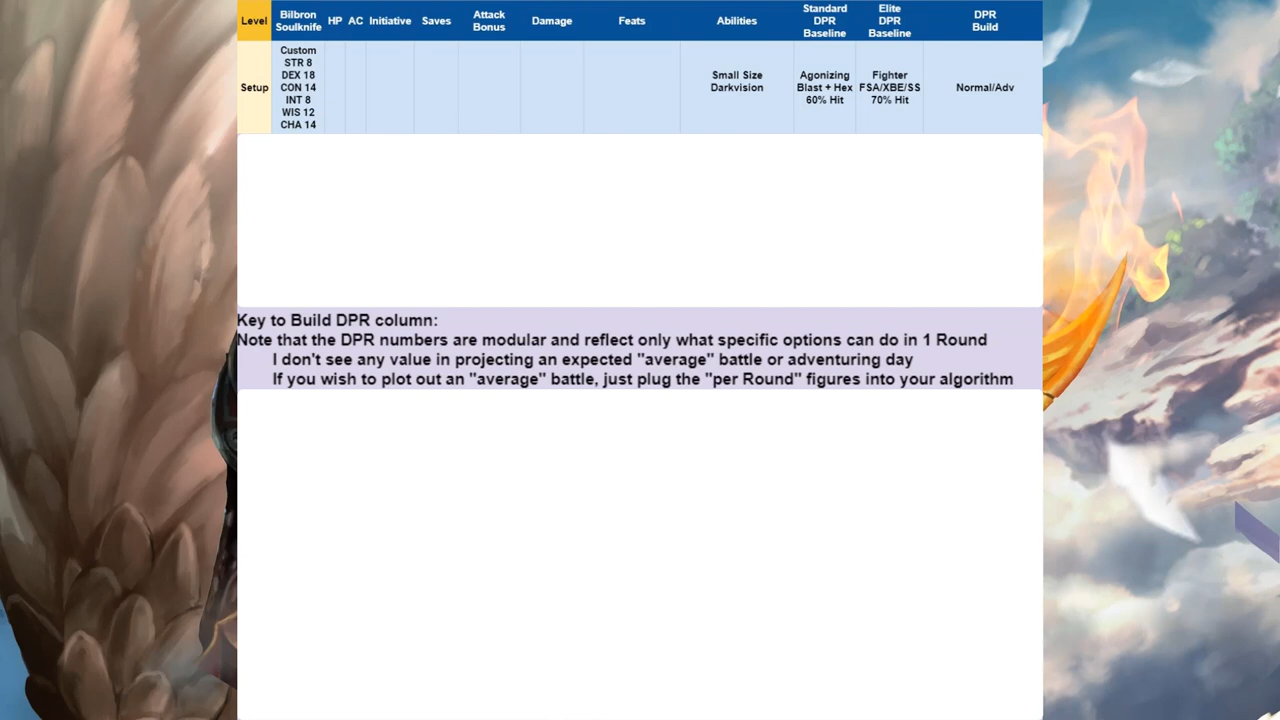 Level Bilbron Soulknife HP AC Initiative Saves Attack Bonus Damage Feats Abilities Standard DPR Baseline Elite DPR Baseline DPR Build
Setup
Custom
STR 8
DEX 18
CON 14
INT 8
WIS 12
CHA 14
Small Size
Darkvision
Agonizing
Blast + Hex
60% Hit
Fighter
FSA/XBE/SS
70% Hit
Normal/Adv
Key to Build DPR column:
Note that the DPR numbers are modular and reflect only what specific options can do in 1 Round
I don't see any value in projecting an expected "average" battle or adventuring day
If you wish to plot out an "average" battle, just plug the "per Round" figures into your algorithm